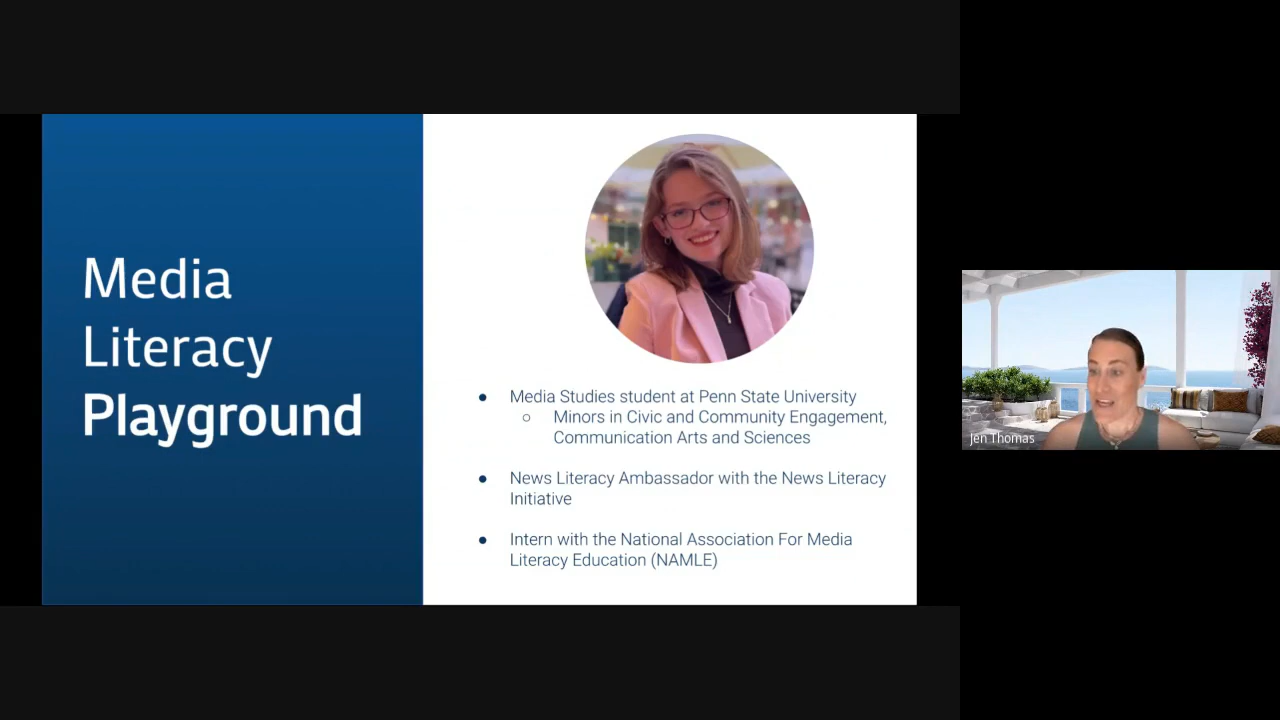 Media
Literacy
Playground
● Media Studies student at Penn State University
○ Minors in Civic and Community Engagement,
Communication Arts and Sciences
● News Literacy Ambassador with the News Literacy
Initiative
● Intern with the National Association For Media
Literacy Education (NAMLE)
Jen Thomas